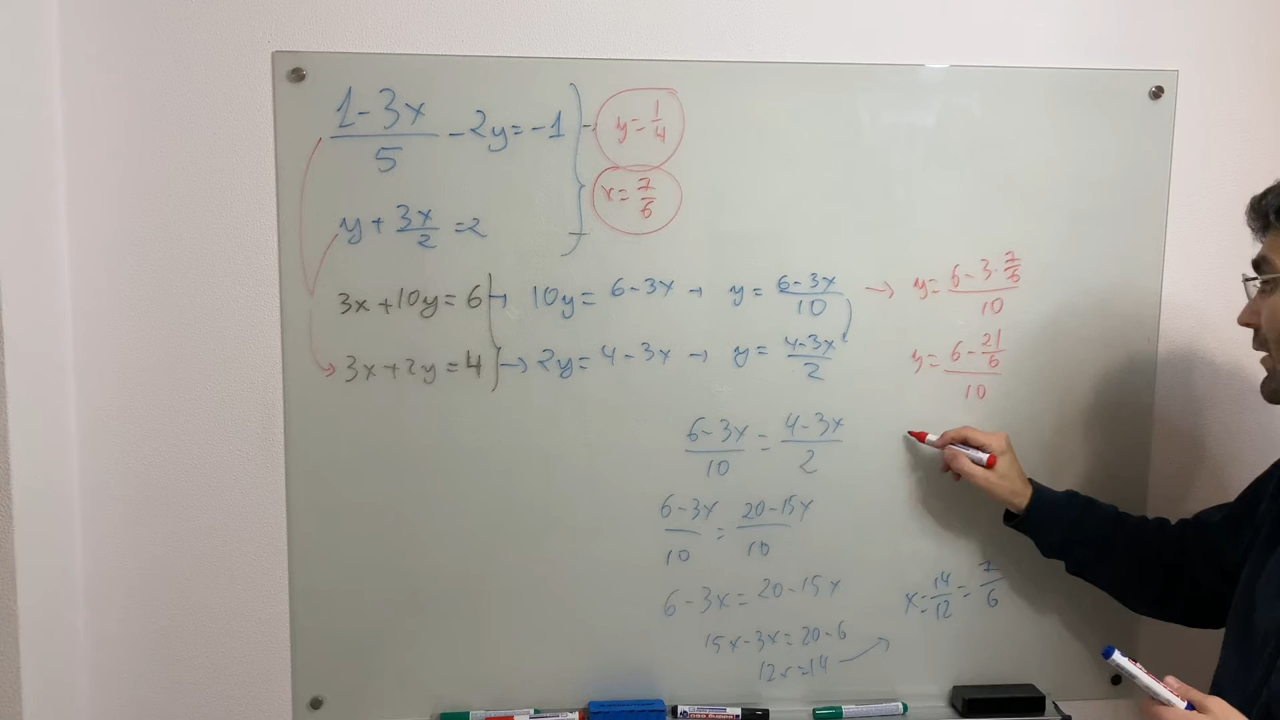 (1-3x)/5 - 2y = -1
y = 1/4
x = 7/6
y + 3x/2 = 2
3x + 10y = 6 → 10y = 6-3x → y = (6-3x)/10 → y = (6-3·7/6)/10
3x + 2y = 4 → 2y = 4-3x → y = (4-3x)/2
y = (6-21/6)/10
(6-3x)/10 = (4-3x)/2
(6-3x)/10 = (20-15x)/10
6-3x = 20-15x
x = 14/12 = 7/6
15x-3x = 20-6
12x = 14 →